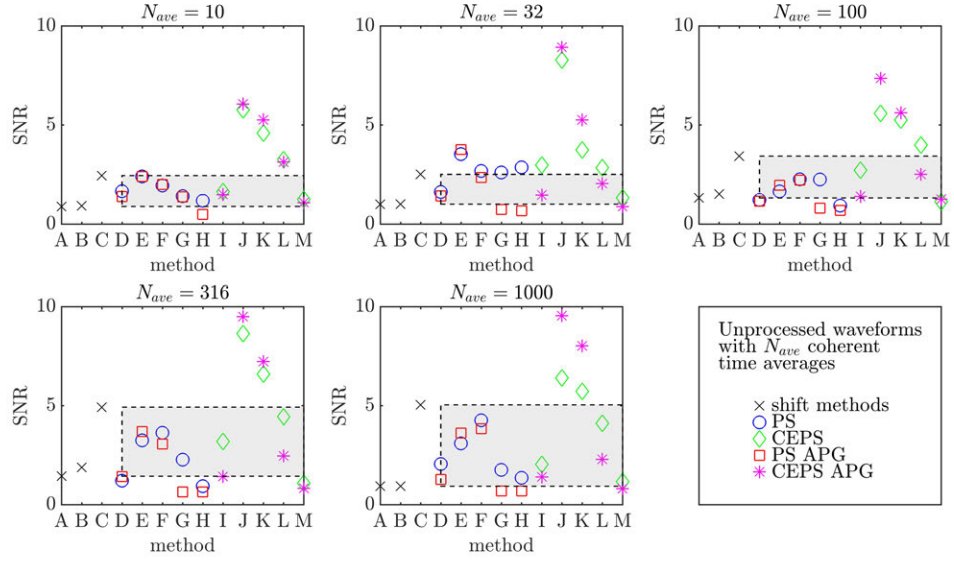 N_ave = 10
N_ave = 32
N_ave = 100
10
5
0
SNR
A B C D E F G H I J K L M
method
10
5
0
SNR
A B C D E F G H I J K L M
method
10
5
0
SNR
A B C D E F G H I J K L M
method
N_ave = 316
N_ave = 1000
10
5
0
SNR
A B C D E F G H I J K L M
method
10
5
0
SNR
A B C D E F G H I J K L M
method
Unprocessed waveforms
with N_ave coherent
time averages
shift methods
PS
CEPS
PS APG
CEPS APG